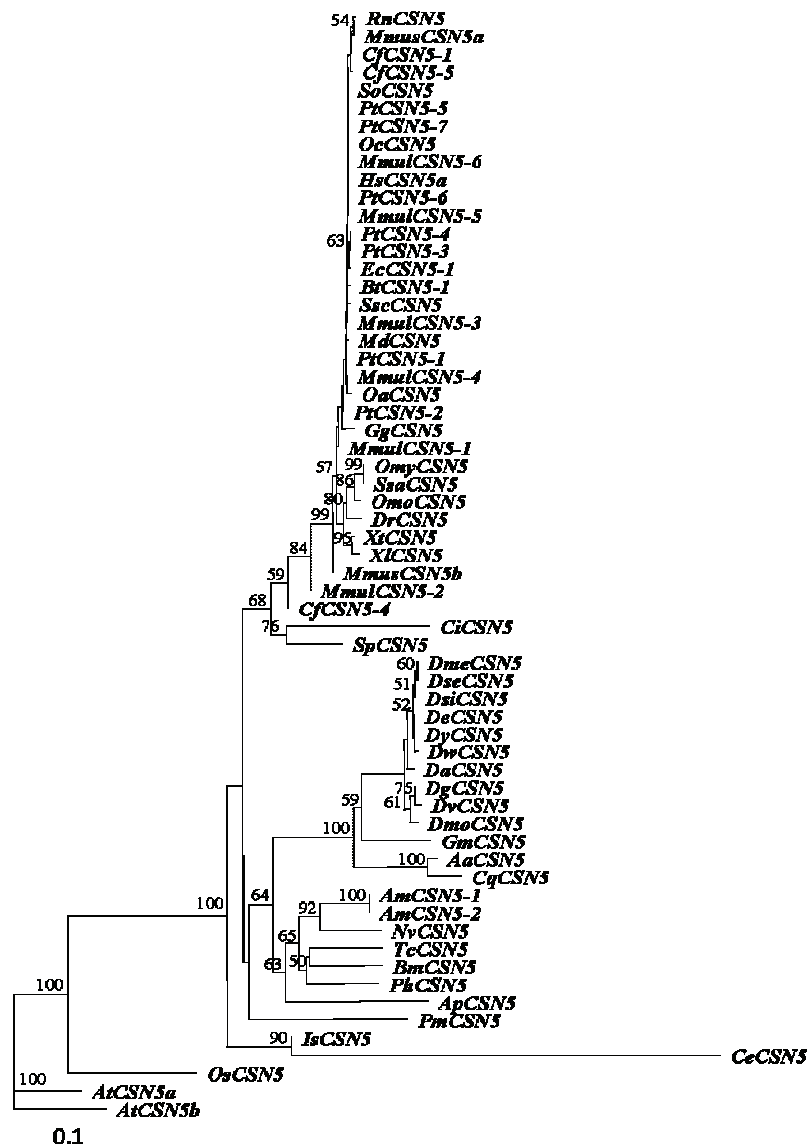 54 RnCSN5
MmusCSN5a
CfCSN5-1
CfCSN5-5
SoCSN5
PtCSN5-5
PtCSN5-7
OcCSN5
MmulCSN5-6
HsCSN5a
PtCSN5-6
MmulCSN5-5
PtCSN5-4
63
PtCSN5-3
EcCSN5-1
BtCSN5-1
SscCSN5
MmulCSN5-3
MdCSN5
PtCSN5-1
MmulCSN5-4
OaCSN5
PtCSN5-2
GgCSN5
MmulCSN5-1
57 99 OmyCSN5
86 SsaCSN5
80 OmoCSN5
99 DrCSN5
95 XtCSN5
84 XlCSN5
MmusCSN5b
59 MmulCSN5-2
68 CfCSN5-4
76 CiCSN5
SpCSN5
60 DmeCSN5
51 DseCSN5
52 DsiCSN5
DeCSN5
DyCSN5
DwCSN5
DaCSN5
75 DgCSN5
59 61 DvCSN5
100 DmoCSN5
GmCSN5
100 AaCSN5
CqCSN5
64 100 AmCSN5-1
100 92 AmCSN5-2
65 NvCSN5
TcCSN5
63 50 BmCSN5
PhCSN5
100 ApCSN5
PmCSN5
90 IsCSN5
CeCSN5
OsCSN5
100 AtCSN5a
AtCSN5b
0.1